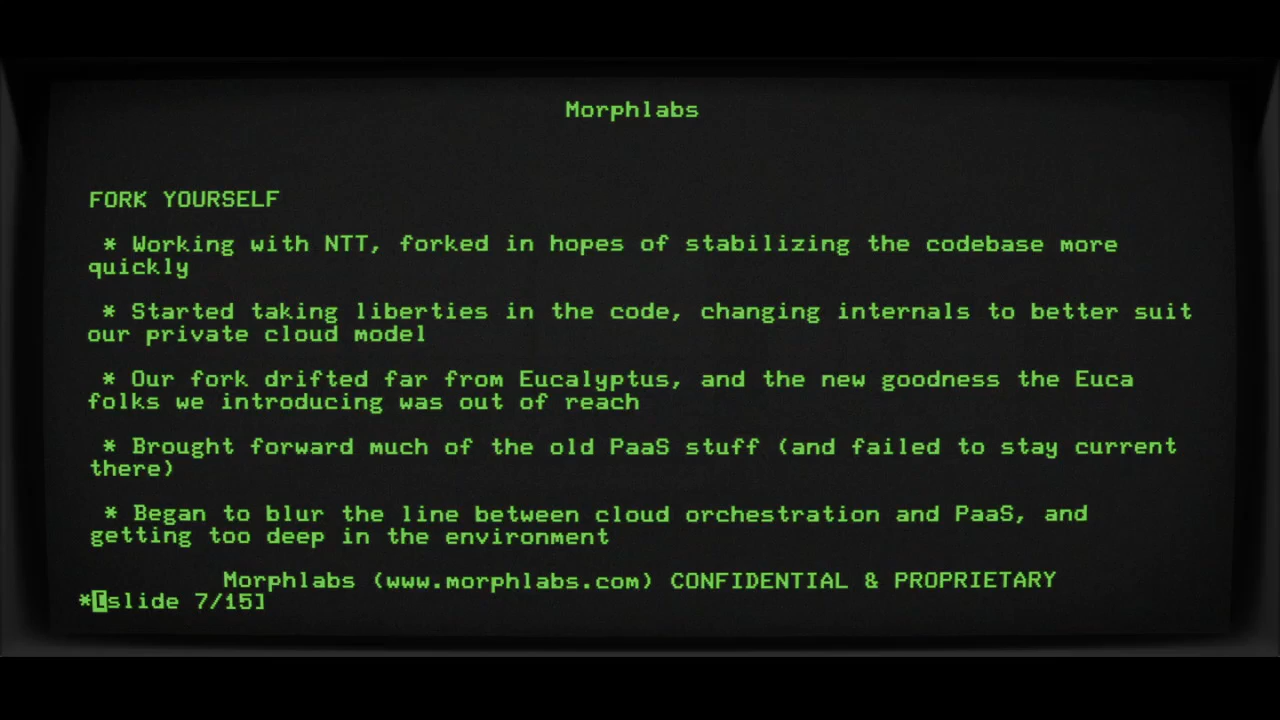 Morphlabs
FORK YOURSELF
* Working with NTT, forked in hopes of stabilizing the codebase more
quickly
* Started taking liberties in the code, changing internals to better suit
our private cloud model
* Our fork drifted far from Eucalyptus, and the new goodness the Euca
folks we introducing was out of reach
* Brought forward much of the old PaaS stuff (and failed to stay current
there)
* Began to blur the line between cloud orchestration and PaaS, and
getting too deep in the environment
Morphlabs (www.morphlabs.com) CONFIDENTIAL & PROPRIETARY
*[slide 7/15]